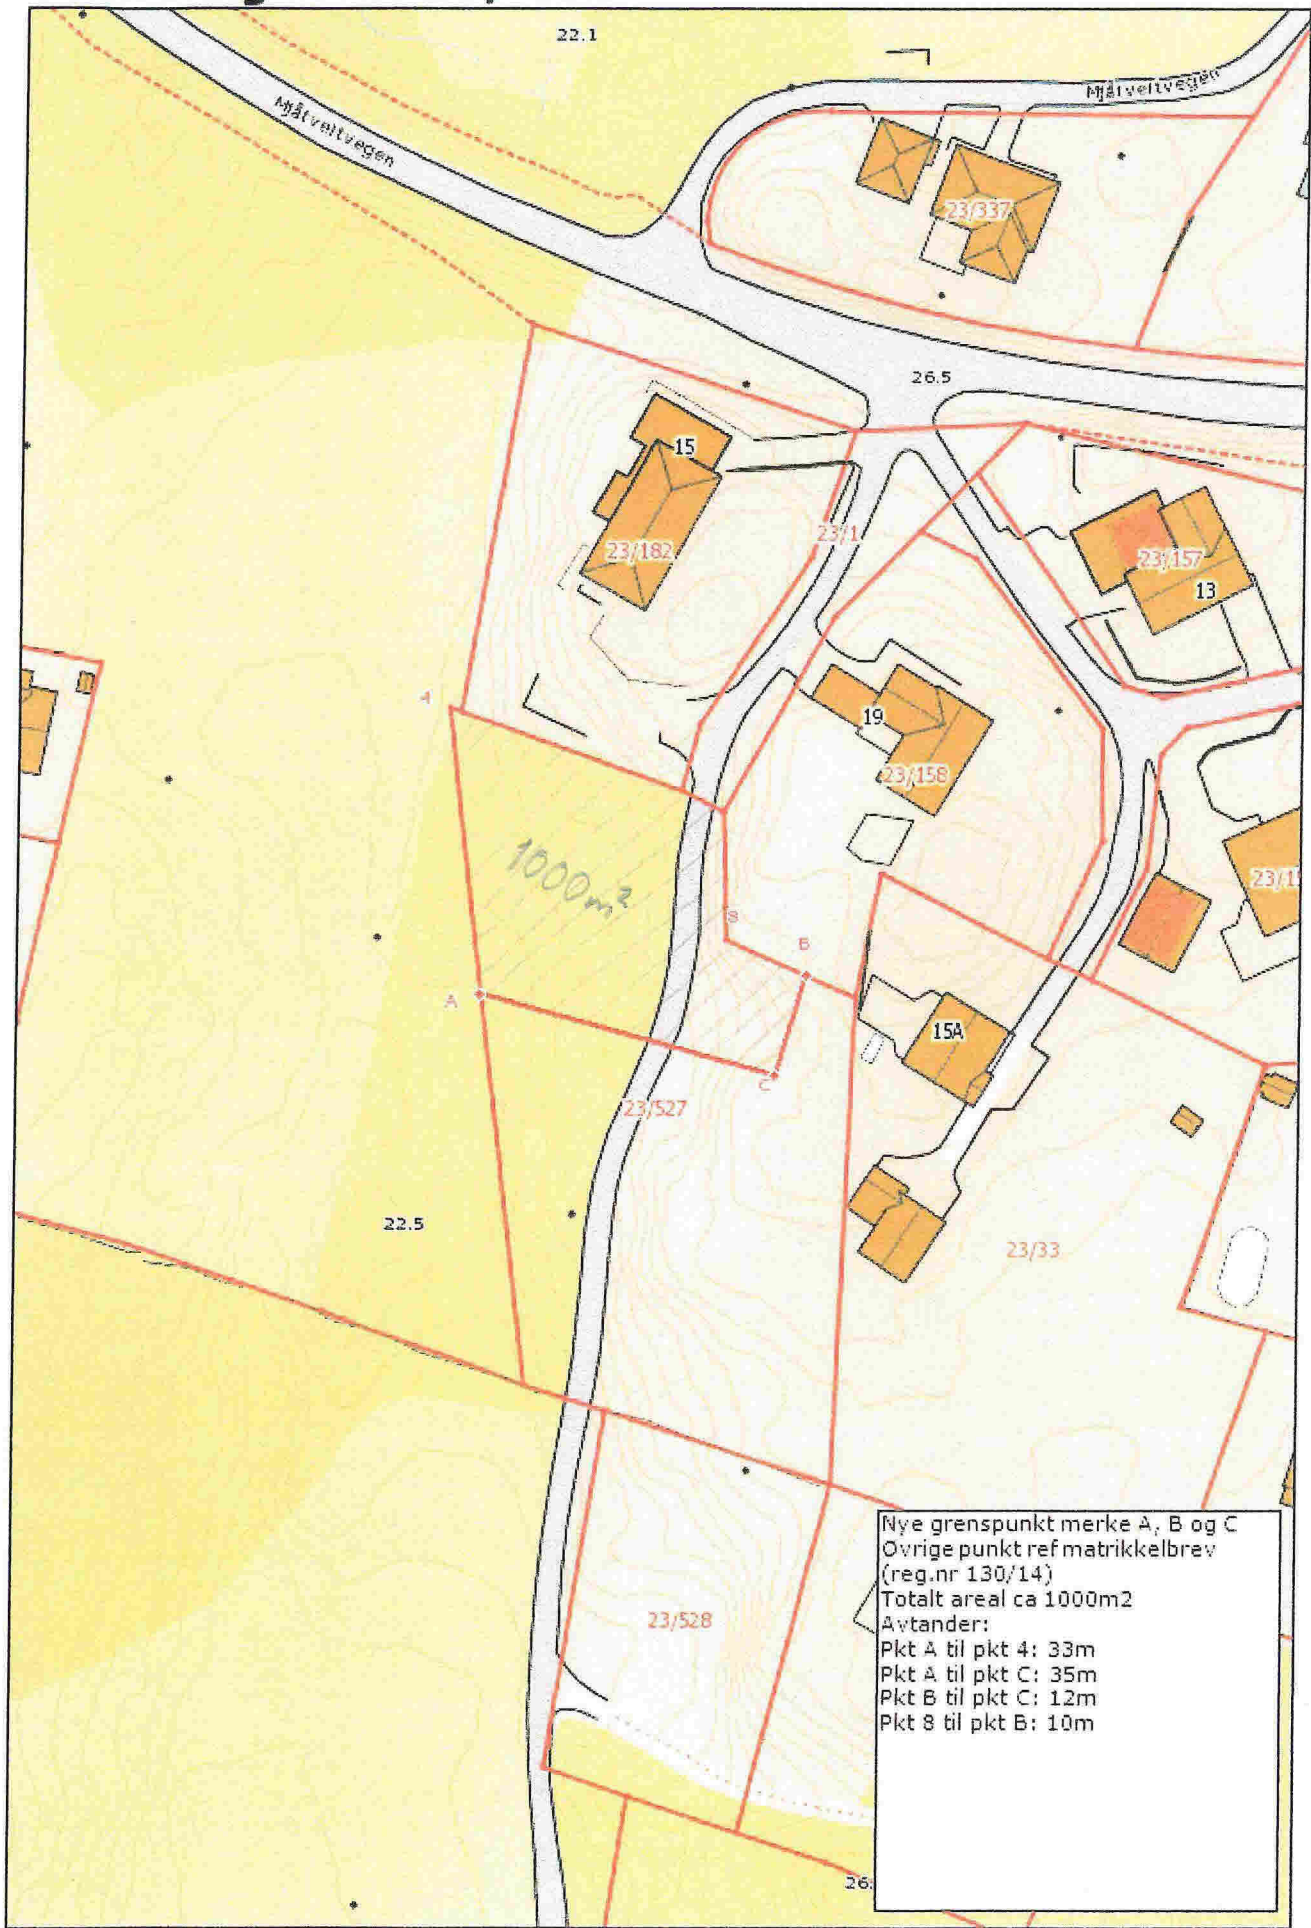 22.1
Mjåtveitvegen
Mjåtveitvegen
23/337
26.5
15
23/1
23/182
23/157
13
4
19
23/158
1000m²
23/1
8
B
A
15A
C
23/527
22.5
23/33
Nye grenspunkt merke A, B og C
Øvrige punkt ref matrikkelbrev
(reg.nr 130/14)
Totalt areal ca 1000m2
Avtander:
Pkt A til pkt 4: 33m
Pkt A til pkt C: 35m
Pkt B til pkt C: 12m
Pkt 8 til pkt B: 10m
23/528
26.